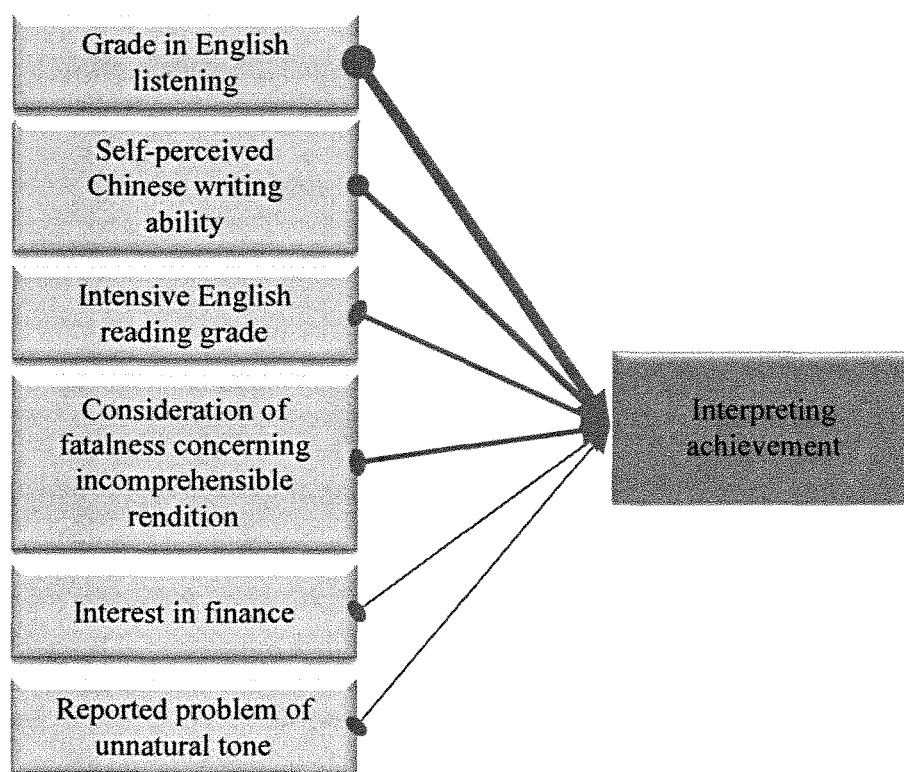 Grade in English
listening
Self-perceived
Chinese writing
ability
Intensive English
reading grade
Consideration of
fatalness concerning
incomprehensible
rendition
Interest in finance
Reported problem of
unnatural tone
Interpreting
achievement